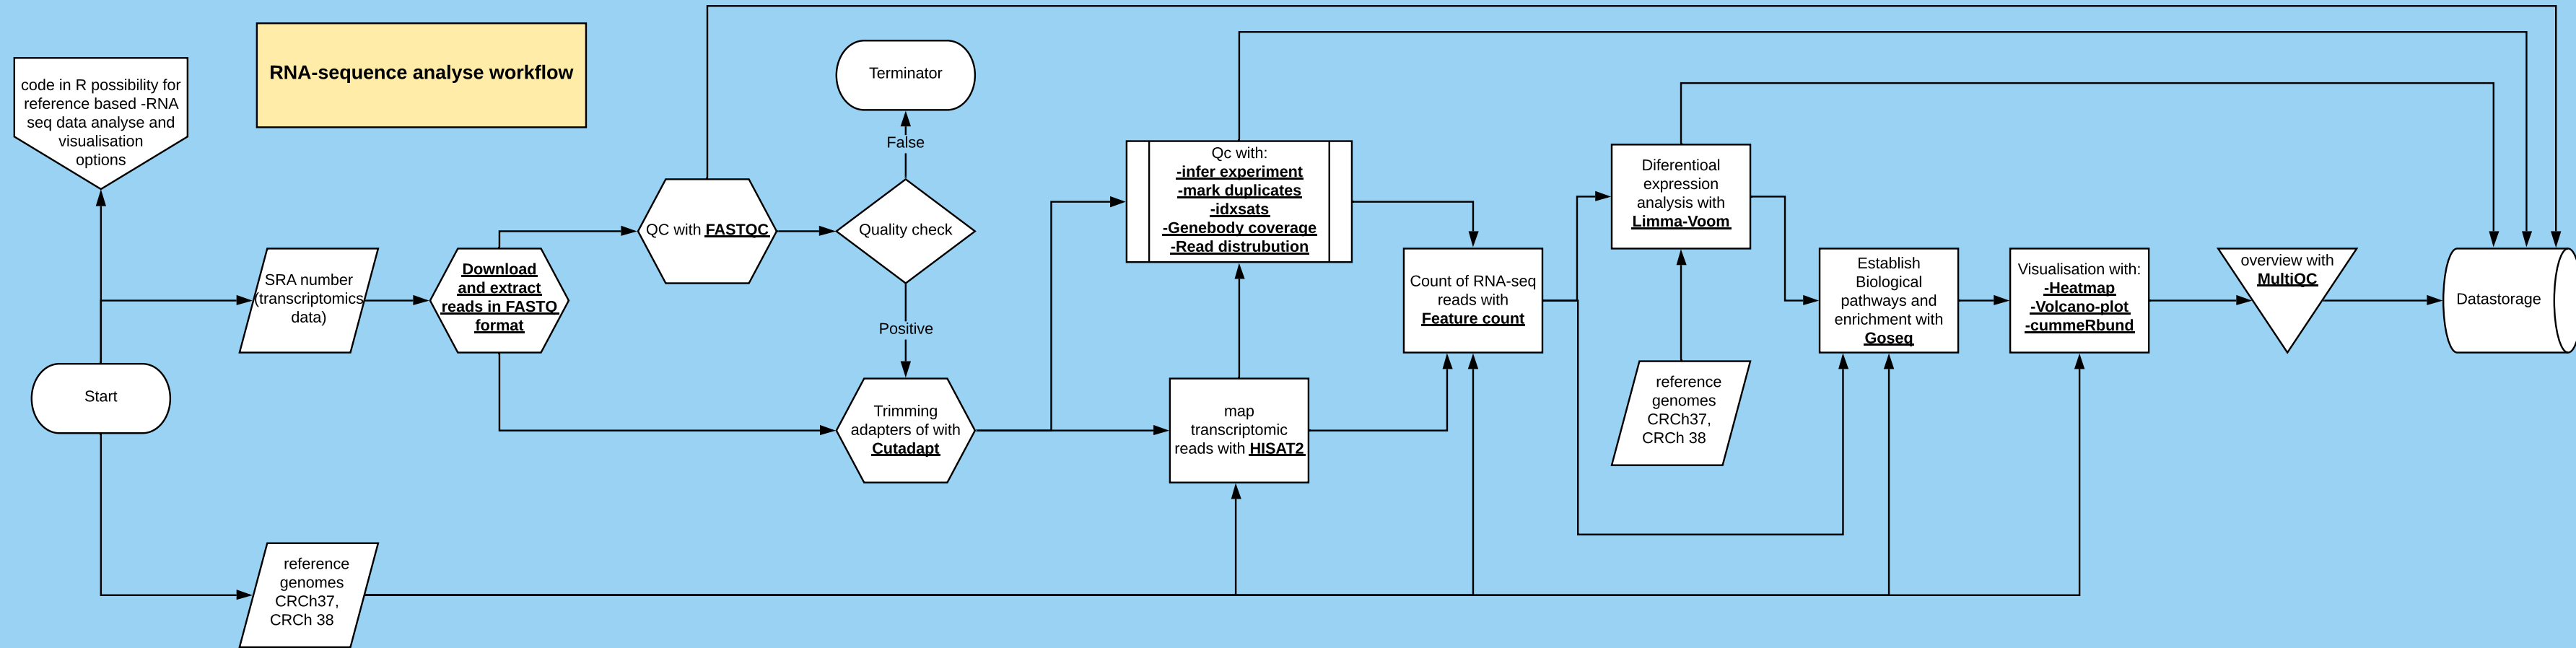 RNA-sequence analyse workflow
code in R possibility for
reference based -RNA
seq data analyse and
visualisation
options
Start
SRA number
(transcriptomics
data)
reference
genomes
CRCh37,
CRCh 38
Download
and extract
reads in FASTQ
format
QC with FASTQC
Terminator
False
Quality check
Positive
Trimming
adapters of with
Cutadapt
Qc with:
-infer experiment
-mark duplicates
-idxsats
-Genebody coverage
-Read distrubution
map
transcriptomic
reads with HISAT2
Count of RNA-seq
reads with
Feature count
Diferentioal
expression
analysis with
Limma-Voom
reference
genomes
CRCh37,
CRCh 38
Establish
Biological
pathways and
enrichment with
Goseq
Visualisation with:
-Heatmap
-Volcano-plot
-cummeRbund
overview with
MultiQC
Datastorage